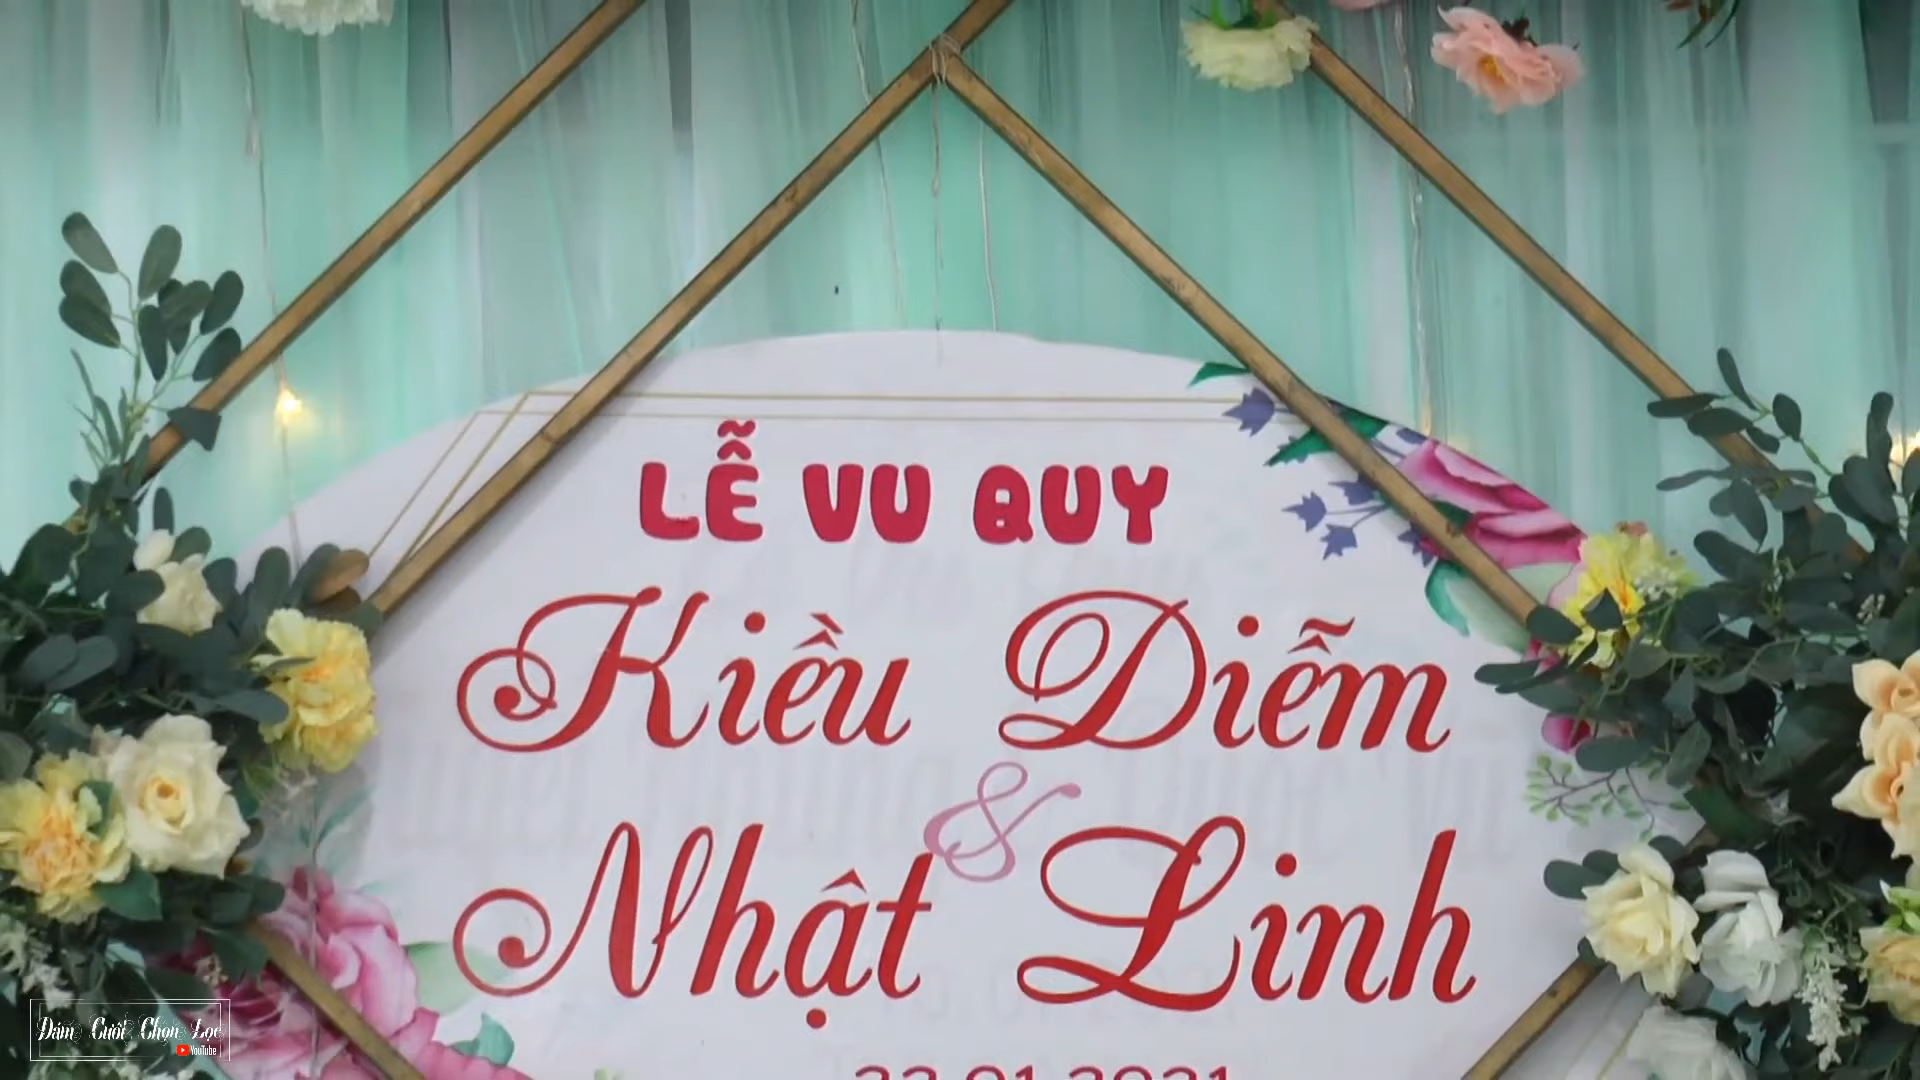 LỄ VU QUY
Kiều Diễm
&
Nhật Linh
Đám Cưới Chọn Lọc
YouTube